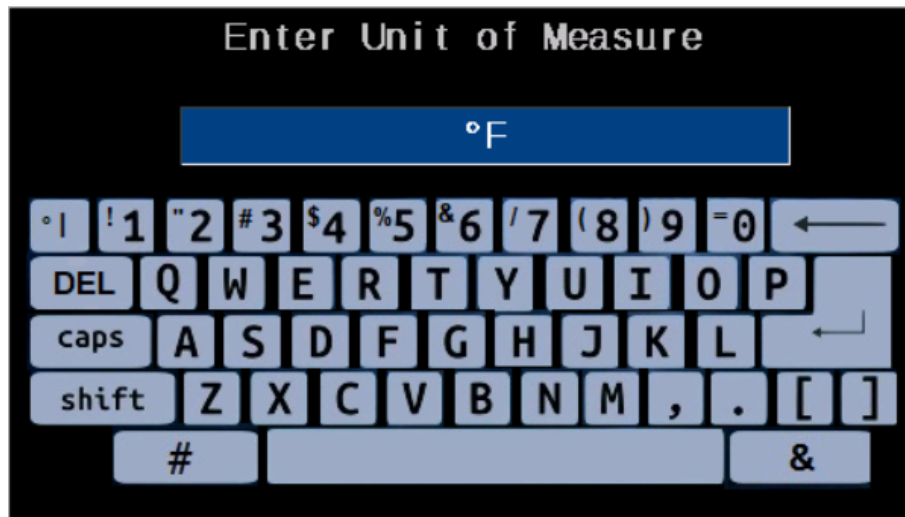 Enter Unit of Measure
°F
°| !1 "2 #3 $4 %5 &6 /7 (8 )9 =0
DEL Q W E R T Y U I O P
caps A S D F G H J K L
shift Z X C V B N M , . [ ]
# &